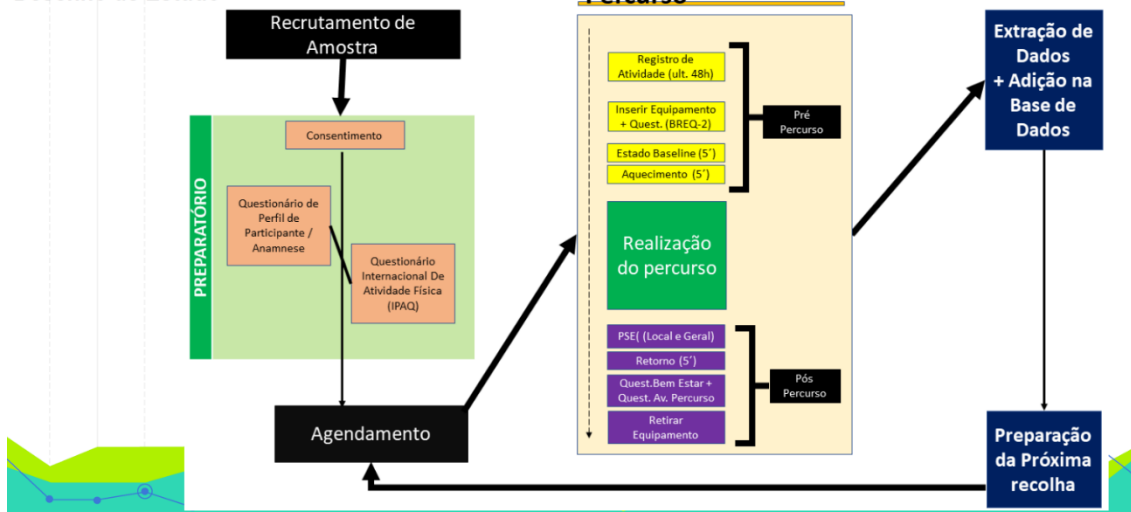 Percurso
Recrutamento de
Amostra
PREPARATÓRIO
Consentimento
Questionário de
Perfil de
Participante /
Anamnese
Questionário
Internacional De
Atividade Física
(IPAQ)
Agendamento
Registro de
Atividade (ult. 48h)
Inserir Equipamento
+ Quest. (BREQ-2)
Estado Baseline (5´)
Aquecimento (5´)
Pré
Percurso
Realização
do percurso
PSE( (Local e Geral)
Retorno (5´)
Quest.Bem Estar +
Quest. Av. Percurso
Retirar
Equipamento
Pós
Percurso
Extração de
Dados
+ Adição na
Base de
Dados
Preparação
da Próxima
recolha